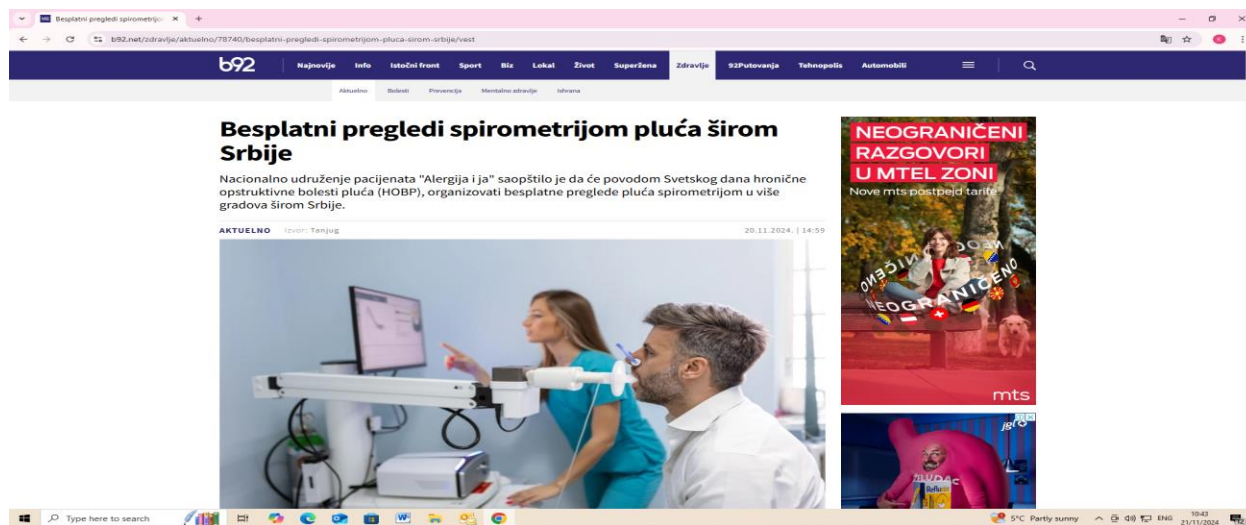 Besplatni pregledi spirometrijo
b92.net/zdravlje/aktuelno/78740/besplatni-pregledi-spirometrijom-pluca-sirom-srbije/vest
b92 Najnovije Info Istočni front Sport Biz Lokal Život Superžena Zdravlje 92Putovanja Tehnopolis Automobili
Aktuelno Bolesti Prevencija Mentalno zdravlje Ishrana
Besplatni pregledi spirometrijom pluća širom
Srbije
Nacionalno udruženje pacijenata "Alergija i ja" saopštilo je da će povodom Svetskog dana hronične
opstruktivne bolesti pluća (HOBP), organizovati besplatne preglede pluća spirometrijom u više
gradova širom Srbije.
AKTUELNO Izvor: Tanjug 20.11.2024. | 14:59
NEOGRANIČENI
RAZGOVORI
U MTEL ZONI
Nove mts postpejd tarife
NEOGRANIČENO
mts
jgl
Type here to search
5°C Partly sunny
ENG
10:43
21/11/2024